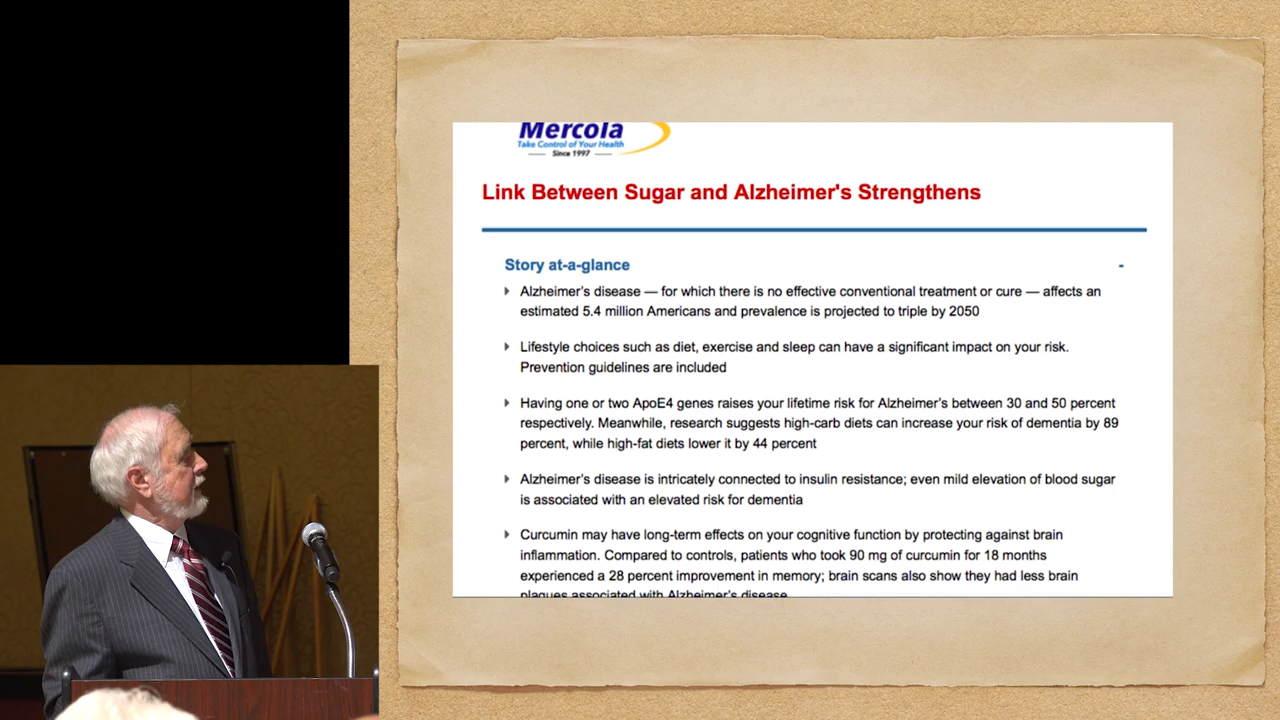 Mercola
Take Control of Your Health
Since 1997
Link Between Sugar and Alzheimer's Strengthens
Story at-a-glance -
Alzheimer's disease — for which there is no effective conventional treatment or cure — affects an
estimated 5.4 million Americans and prevalence is projected to triple by 2050
Lifestyle choices such as diet, exercise and sleep can have a significant impact on your risk.
Prevention guidelines are included
Having one or two ApoE4 genes raises your lifetime risk for Alzheimer's between 30 and 50 percent
respectively. Meanwhile, research suggests high-carb diets can increase your risk of dementia by 89
percent, while high-fat diets lower it by 44 percent
Alzheimer's disease is intricately connected to insulin resistance; even mild elevation of blood sugar
is associated with an elevated risk for dementia
Curcumin may have long-term effects on your cognitive function by protecting against brain
inflammation. Compared to controls, patients who took 90 ng of curcumin for 18 months
experienced a 28 percent improvement in memory; brain scans also show they had less brain
plaques associated with Alzheimer's disease